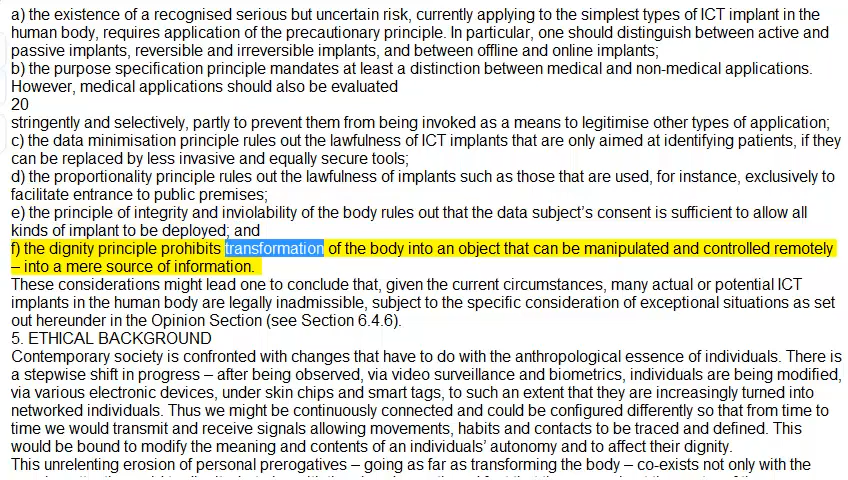 a) the existence of a recognised serious but uncertain risk, currently applying to the simplest types of ICT implant in the
human body, requires application of the precautionary principle. In particular, one should distinguish between active and
passive implants, reversible and irreversible implants, and between offline and online implants;
b) the purpose specification principle mandates at least a distinction between medical and non-medical applications.
However, medical applications should also be evaluated
20
stringently and selectively, partly to prevent them from being invoked as a means to legitimise other types of application;
c) the data minimisation principle rules out the lawfulness of ICT implants that are only aimed at identifying patients, if they
can be replaced by less invasive and equally secure tools;
d) the proportionality principle rules out the lawfulness of implants such as those that are used, for instance, exclusively to
facilitate entrance to public premises;
e) the principle of integrity and inviolability of the body rules out that the data subject’s consent is sufficient to allow all
kinds of implant to be deployed; and
f) the dignity principle prohibits transformation of the body into an object that can be manipulated and controlled remotely
– into a mere source of information.
These considerations might lead one to conclude that, given the current circumstances, many actual or potential ICT
implants in the human body are legally inadmissible, subject to the specific consideration of exceptional situations as set
out hereunder in the Opinion Section (see Section 6.4.6).
5. ETHICAL BACKGROUND
Contemporary society is confronted with changes that have to do with the anthropological essence of individuals. There is
a stepwise shift in progress – after being observed, via video surveillance and biometrics, individuals are being modified,
via various electronic devices, under skin chips and smart tags, to such an extent that they are increasingly turned into
networked individuals. Thus we might be continuously connected and could be configured differently so that from time to
time we would transmit and receive signals allowing movements, habits and contacts to be traced and defined. This
would be bound to modify the meaning and contents of an individuals’ autonomy and to affect their dignity.
This unrelenting erosion of personal prerogatives – going as far as transforming the body – co-exists not only with the